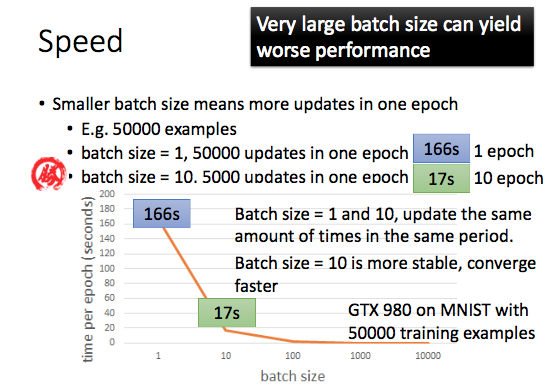 Speed
Very large batch size can yield
worse performance
• Smaller batch size means more updates in one epoch
• E.g. 50000 examples
• batch size = 1, 50000 updates in one epoch
166s 1 epoch
勝
• batch size = 10. 5000 updates in one epoch
17s 10 epoch
time per epoch (seconds)
200
180
160
140
120
100
80
60
40
20
0
166s
17s
Batch size = 1 and 10, update the same
amount of times in the same period.
Batch size = 10 is more stable, converge
faster
GTX 980 on MNIST with
50000 training examples
1 10 100 1000 10000
batch size